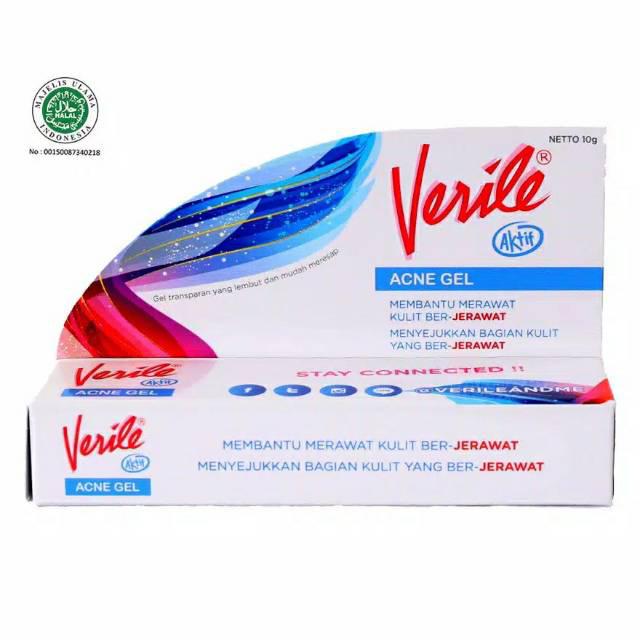 MAJELIS ULAMA
حلال
HALAL
INDONESIA
No : 00150087340218
NETTO 10g
Verile®
Aktif
ACNE GEL
Gel transparan yang lembut dan mudah meresap
MEMBANTU MERAWAT
KULIT BER-JERAWAT
MENYEJUKKAN BAGIAN KULIT
YANG BER-JERAWAT
Verile®
Aktif
ACNE GEL
STAY CONNECTED !!
@VERILEANDME
Verile®
Aktif
ACNE GEL
MEMBANTU MERAWAT KULIT BER-JERAWAT
MENYEJUKKAN BAGIAN KULIT YANG BER-JERAWAT